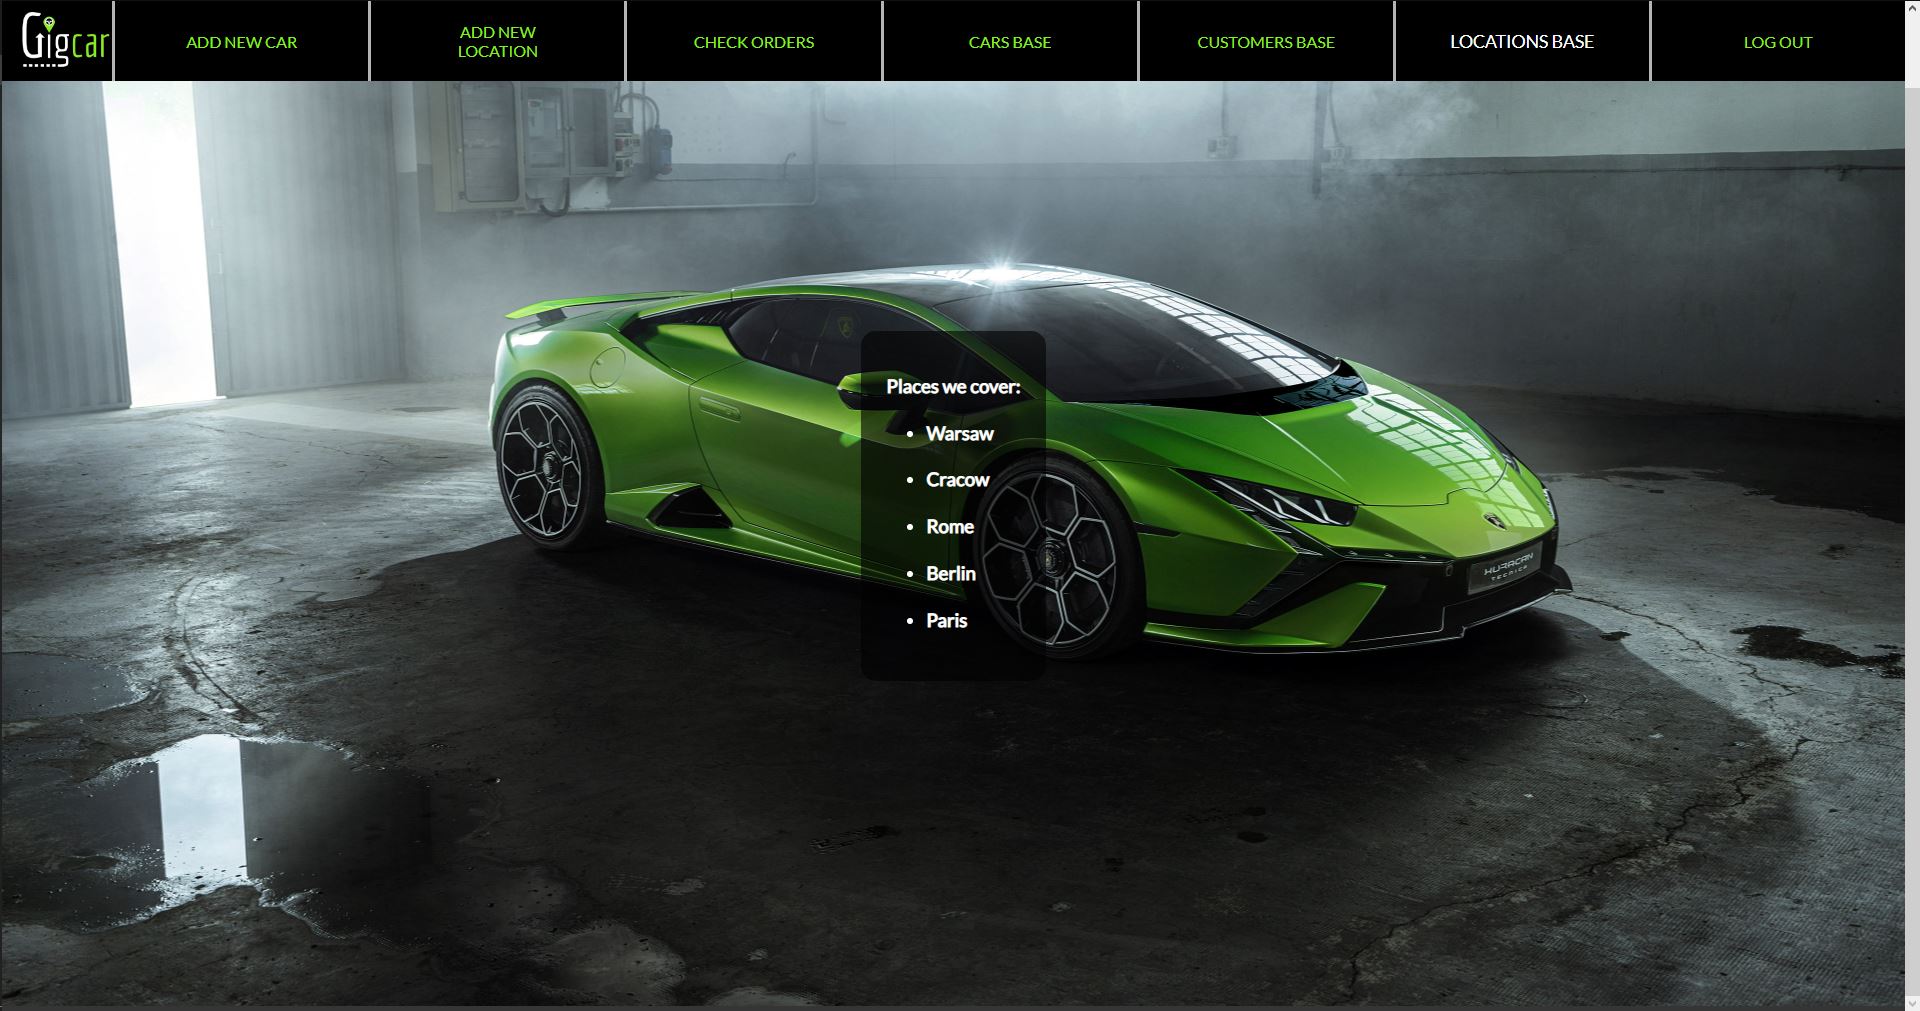 Gigcar
ADD NEW CAR
ADD NEW
LOCATION
CHECK ORDERS
CARS BASE
CUSTOMERS BASE
LOCATIONS BASE
LOG OUT
Places we cover:
• Warsaw
• Cracow
• Rome
• Berlin
• Paris
HURACAN
TECNICA